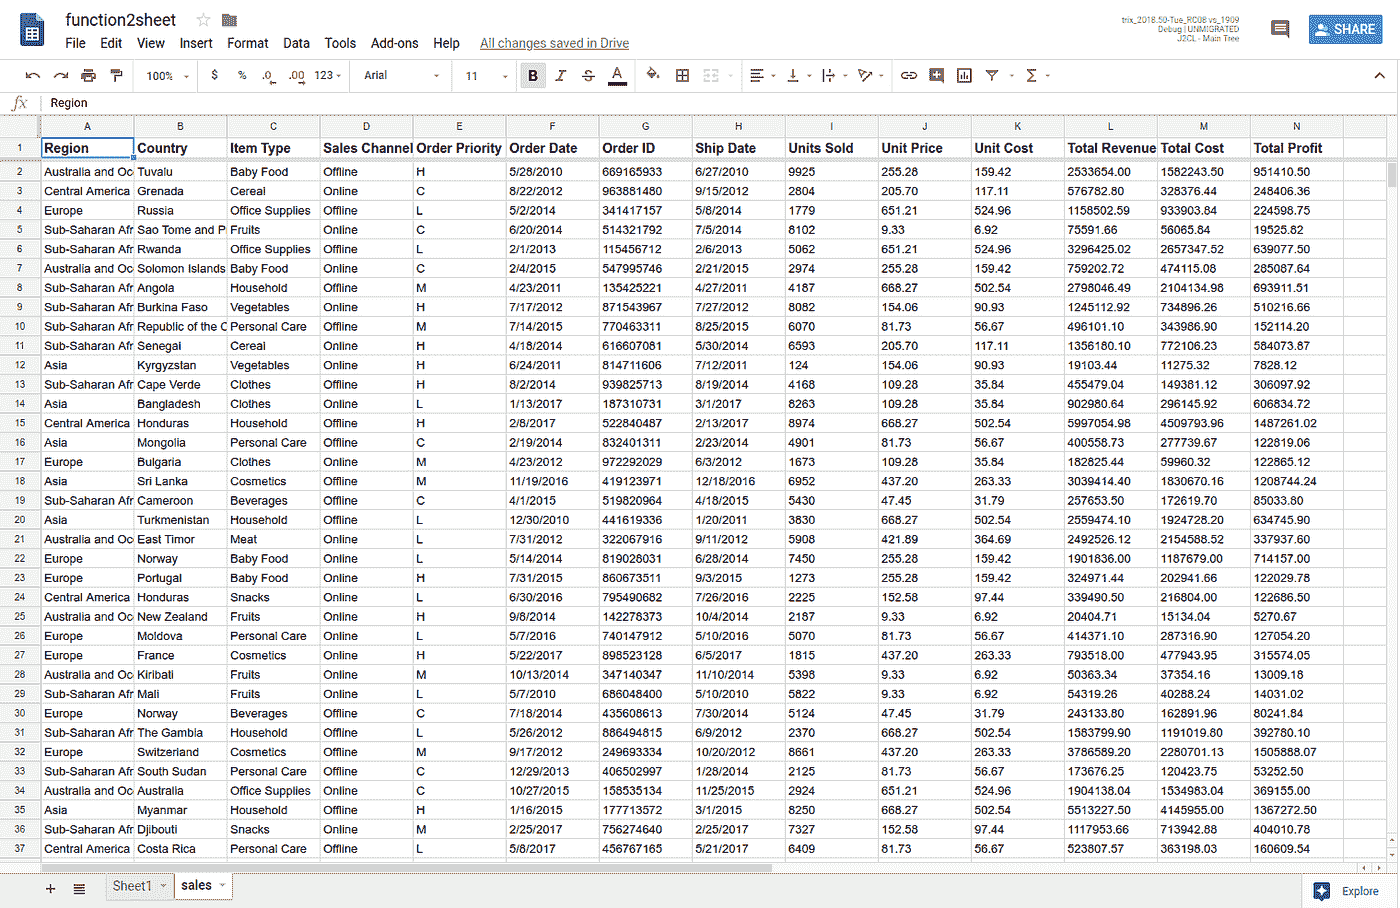 function2sheet
trix_2018.50-Tue_RC08 vs_1909
Debug | UNMIGRATED
J2CL - Main Tree
SHARE
File Edit View Insert Format Data Tools Add-ons Help All changes saved in Drive
100% $ % .0 .00 123 Arial 11 B I S A Σ
fx Region
A B C D E F G H I J K L M N
1 Region Country Item Type Sales Channel Order Priority Order Date Order ID Ship Date Units Sold Unit Price Unit Cost Total Revenue Total Cost Total Profit
2 Australia and Oc Tuvalu Baby Food Offline H 5/28/2010 669165933 6/27/2010 9925 255.28 159.42 2533654.00 1582243.50 951410.50
3 Central America Grenada Cereal Online C 8/22/2012 963881480 9/15/2012 2804 205.70 117.11 576782.80 328376.44 248406.36
4 Europe Russia Office Supplies Offline L 5/2/2014 341417157 5/8/2014 1779 651.21 524.96 1158502.59 933903.84 224598.75
5 Sub-Saharan Afr Sao Tome and P Fruits Online C 6/20/2014 514321792 7/5/2014 8102 9.33 6.92 75591.66 56065.84 19525.82
6 Sub-Saharan Afr Rwanda Office Supplies Offline L 2/1/2013 115456712 2/6/2013 5062 651.21 524.96 3296425.02 2657347.52 639077.50
7 Australia and Oc Solomon Islands Baby Food Online C 2/4/2015 547995746 2/21/2015 2974 255.28 159.42 759202.72 474115.08 285087.64
8 Sub-Saharan Afr Angola Household Offline M 4/23/2011 135425221 4/27/2011 4187 668.27 502.54 2798046.49 2104134.98 693911.51
9 Sub-Saharan Afr Burkina Faso Vegetables Online H 7/17/2012 871543967 7/27/2012 8082 154.06 90.93 1245112.92 734896.26 510216.66
10 Sub-Saharan Afr Republic of the C Personal Care Offline M 7/14/2015 770463311 8/25/2015 6070 81.73 56.67 496101.10 343986.90 152114.20
11 Sub-Saharan Afr Senegal Cereal Online H 4/18/2014 616607081 5/30/2014 6593 205.70 117.11 1356180.10 772106.23 584073.87
12 Asia Kyrgyzstan Vegetables Online H 6/24/2011 814711606 7/12/2011 124 154.06 90.93 19103.44 11275.32 7828.12
13 Sub-Saharan Afr Cape Verde Clothes Offline H 8/2/2014 939825713 8/19/2014 4168 109.28 35.84 455479.04 149381.12 306097.92
14 Asia Bangladesh Clothes Online L 1/13/2017 187310731 3/1/2017 8263 109.28 35.84 902980.64 296145.92 606834.72
15 Central America Honduras Household Offline H 2/8/2017 522840487 2/13/2017 8974 668.27 502.54 5997054.98 4509793.96 1487261.02
16 Asia Mongolia Personal Care Offline C 2/19/2014 832401311 2/23/2014 4901 81.73 56.67 400558.73 277739.67 122819.06
17 Europe Bulgaria Clothes Online M 4/23/2012 972292029 6/3/2012 1673 109.28 35.84 182825.44 59960.32 122865.12
18 Asia Sri Lanka Cosmetics Offline M 11/19/2016 419123971 12/18/2016 6952 437.20 263.33 3039414.40 1830670.16 1208744.24
19 Sub-Saharan Afr Cameroon Beverages Offline C 4/1/2015 519820964 4/18/2015 5430 47.45 31.79 257653.50 172619.70 85033.80
20 Asia Turkmenistan Household Offline L 12/30/2010 441619336 1/20/2011 3830 668.27 502.54 2559474.10 1924728.20 634745.90
21 Australia and Oc East Timor Meat Online L 7/31/2012 322067916 9/11/2012 5908 421.89 364.69 2492526.12 2154588.52 337937.60
22 Europe Norway Baby Food Online L 5/14/2014 819028031 6/28/2014 7450 255.28 159.42 1901836.00 1187679.00 714157.00
23 Europe Portugal Baby Food Online H 7/31/2015 860673511 9/3/2015 1273 255.28 159.42 324971.44 202941.66 122029.78
24 Central America Honduras Snacks Online L 6/30/2016 795490682 7/26/2016 2225 152.58 97.44 339490.50 216804.00 122686.50
25 Australia and Oc New Zealand Fruits Online H 9/8/2014 142278373 10/4/2014 2187 9.33 6.92 20404.71 15134.04 5270.67
26 Europe Moldova Personal Care Online L 5/7/2016 740147912 5/10/2016 5070 81.73 56.67 414371.10 287316.90 127054.20
27 Europe France Cosmetics Online H 5/22/2017 898523128 6/5/2017 1815 437.20 263.33 793518.00 477943.95 315574.05
28 Australia and Oc Kiribati Fruits Online M 10/13/2014 347140347 11/10/2014 5398 9.33 6.92 50363.34 37354.16 13009.18
29 Sub-Saharan Afr Mali Fruits Online L 5/7/2010 686048400 5/10/2010 5822 9.33 6.92 54319.26 40288.24 14031.02
30 Europe Norway Beverages Offline C 7/18/2014 435608613 7/30/2014 5124 47.45 31.79 243133.80 162891.96 80241.84
31 Sub-Saharan Afr The Gambia Household Offline L 5/26/2012 886494815 6/9/2012 2370 668.27 502.54 1583799.90 1191019.80 392780.10
32 Europe Switzerland Cosmetics Offline M 9/17/2012 249693334 10/20/2012 8661 437.20 263.33 3786589.20 2280701.13 1505888.07
33 Sub-Saharan Afr South Sudan Personal Care Offline C 12/29/2013 406502997 1/28/2014 2125 81.73 56.67 173676.25 120423.75 53252.50
34 Australia and Oc Australia Office Supplies Online C 10/27/2015 158535134 11/25/2015 2924 651.21 524.96 1904138.04 1534983.04 369155.00
35 Asia Myanmar Household Offline H 1/16/2015 177713572 3/1/2015 8250 668.27 502.54 5513227.50 4145955.00 1367272.50
36 Sub-Saharan Afr Djibouti Snacks Online M 2/25/2017 756274640 2/25/2017 7327 152.58 97.44 1117953.66 713942.88 404010.78
37 Central America Costa Rica Personal Care Offline L 5/8/2017 456767165 5/21/2017 6409 81.73 56.67 523807.57 363198.03 160609.54
Sheet1 sales
Explore